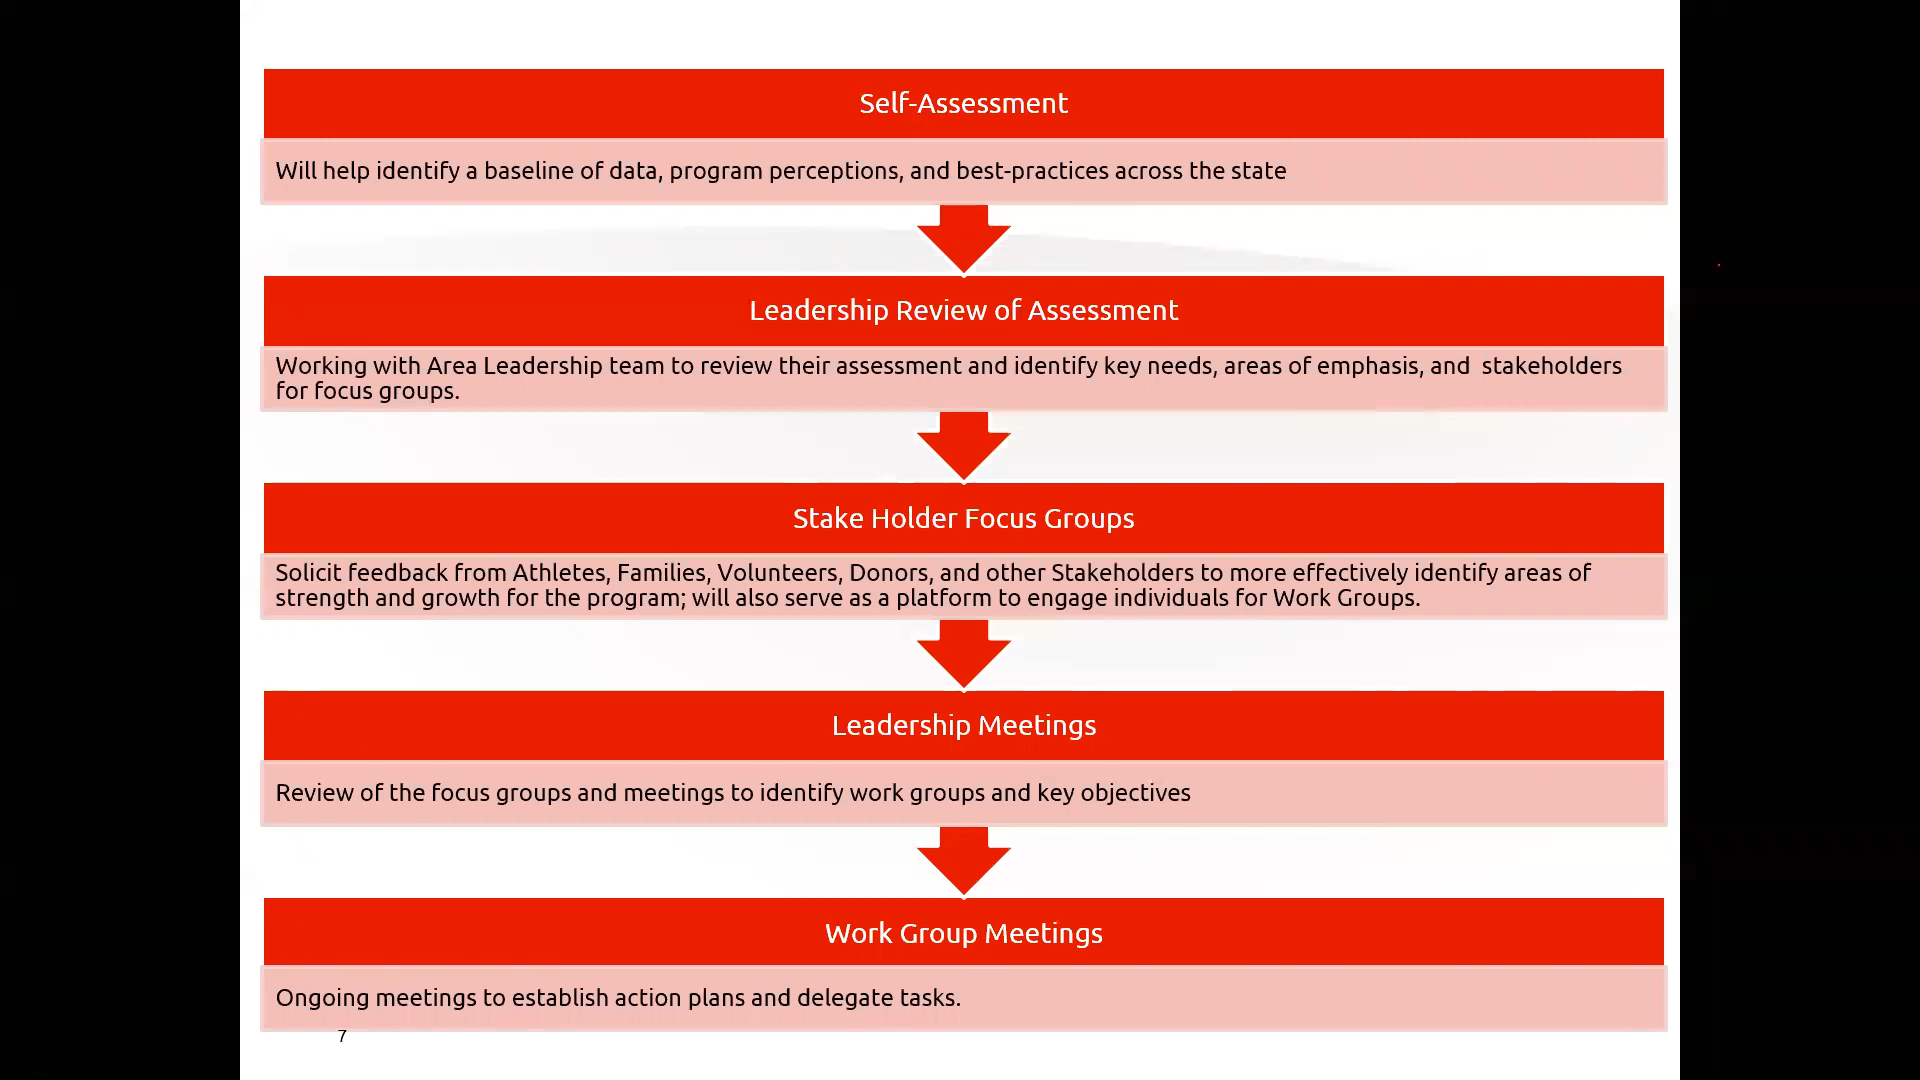 Self-Assessment
Will help identify a baseline of data, program perceptions, and best-practices across the state
Leadership Review of Assessment
Working with Area Leadership team to review their assessment and identify key needs, areas of emphasis, and  stakeholders
for focus groups.
Stake Holder Focus Groups
Solicit feedback from Athletes, Families, Volunteers, Donors, and other Stakeholders to more effectively identify areas of
strength and growth for the program; will also serve as a platform to engage individuals for Work Groups.
Leadership Meetings
Review of the focus groups and meetings to identify work groups and key objectives
Work Group Meetings
Ongoing meetings to establish action plans and delegate tasks.
7